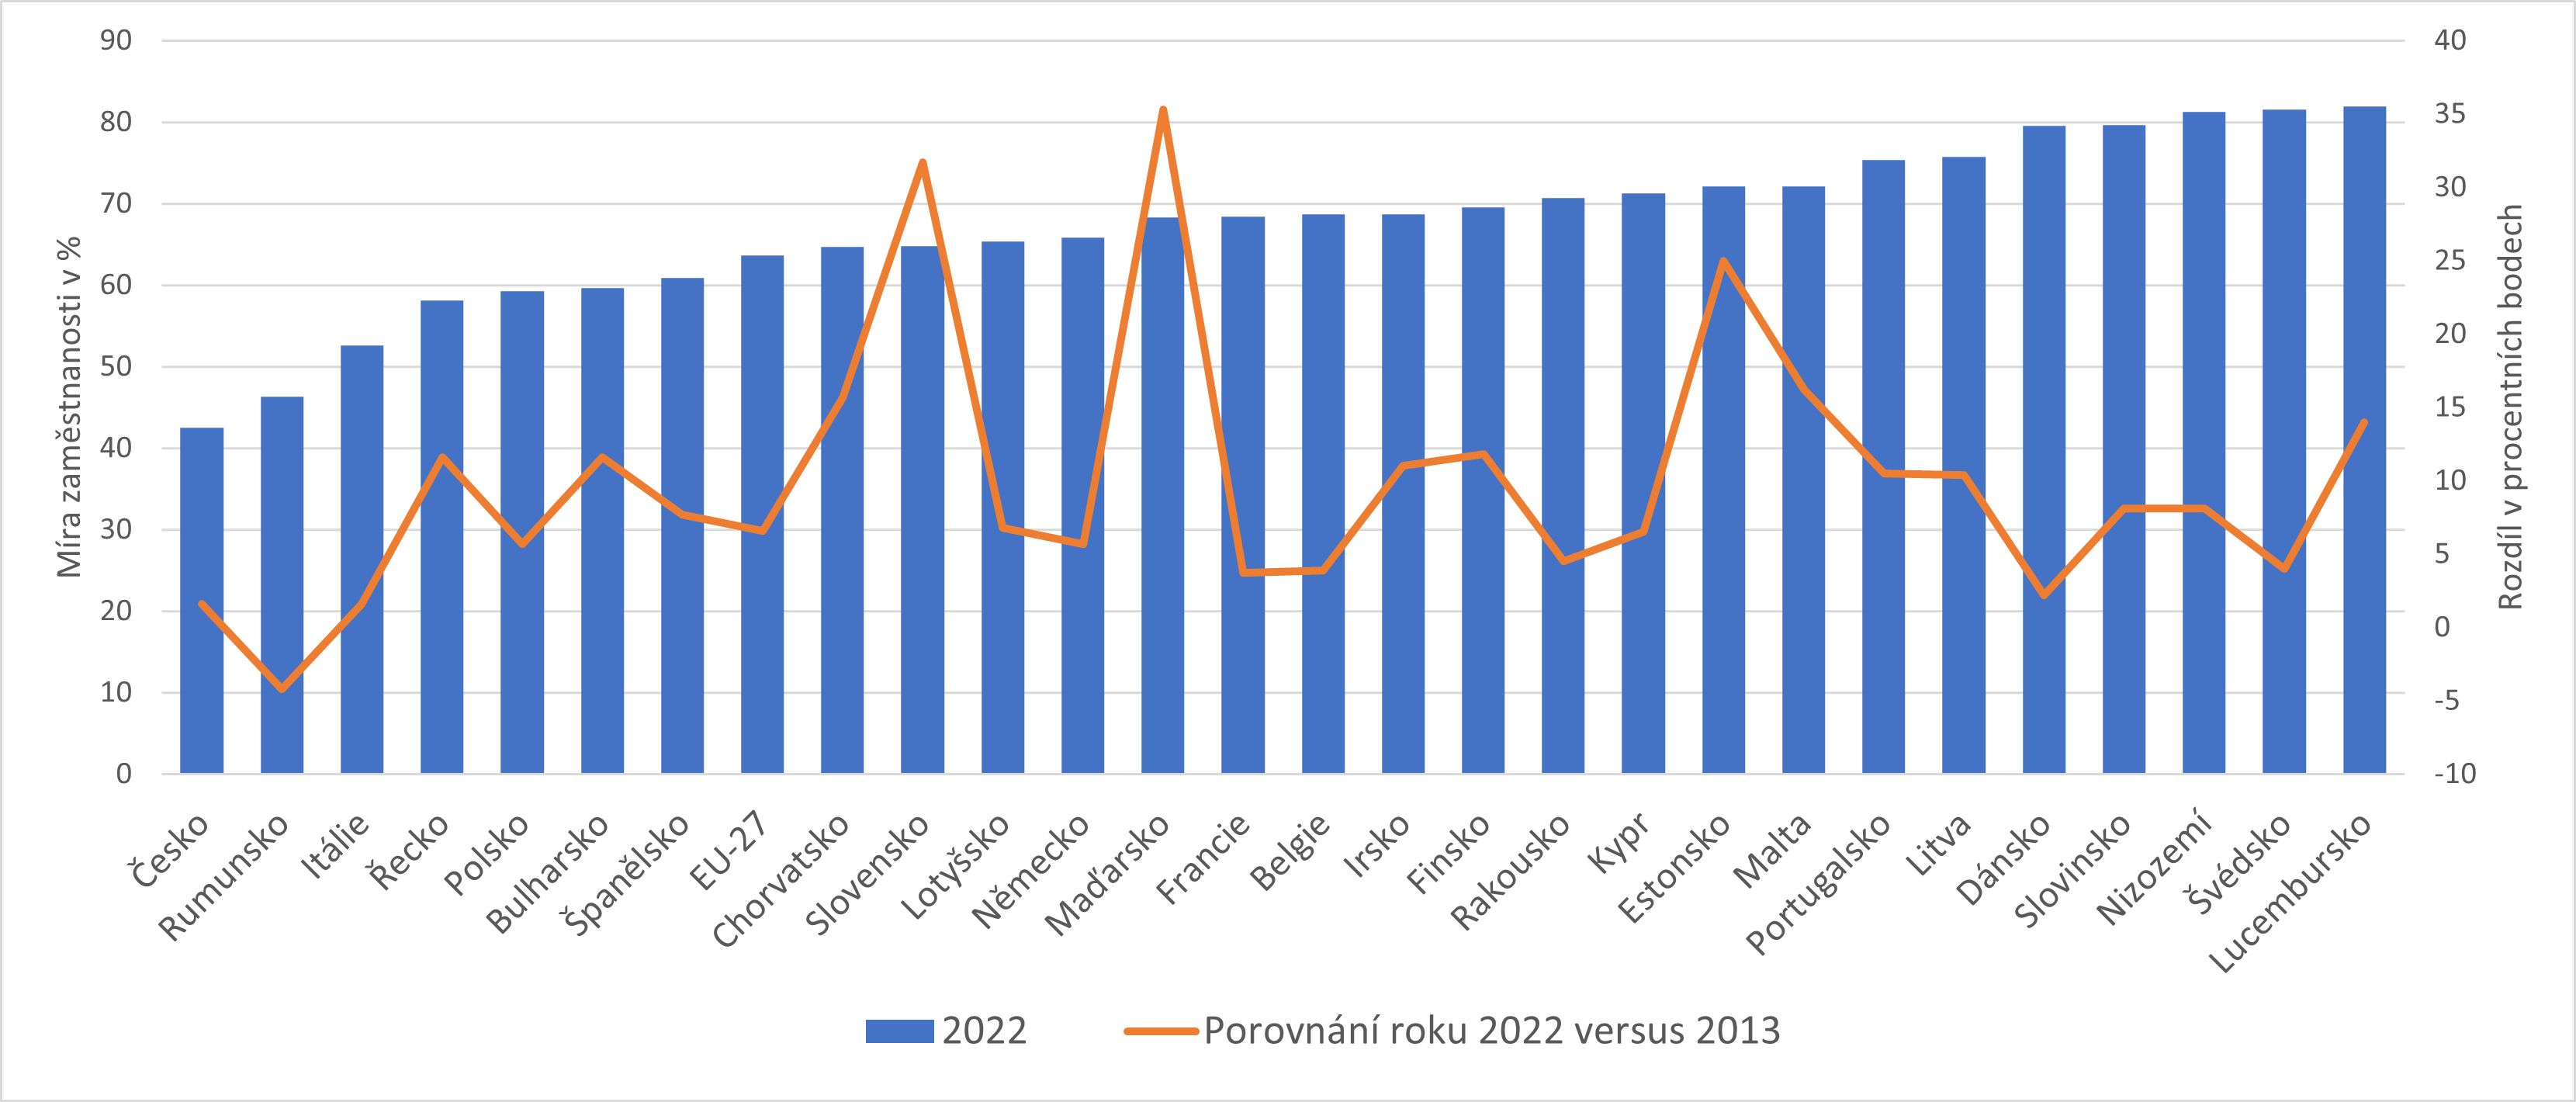 90
80
70
60
50
40
30
20
10
0
Míra zaměstnanosti v %
40
35
30
25
20
15
10
5
0
-5
-10
Rozdíl v procentních bodech
Česko
Rumunsko
Itálie
Řecko
Polsko
Bulharsko
Španělsko
EU-27
Chorvatsko
Slovensko
Lotyšsko
Německo
Maďarsko
Francie
Belgie
Irsko
Finsko
Rakousko
Kypr
Estonsko
Malta
Portugalsko
Litva
Dánsko
Slovinsko
Nizozemí
Švédsko
Lucembursko
2022
Porovnání roku 2022 versus 2013